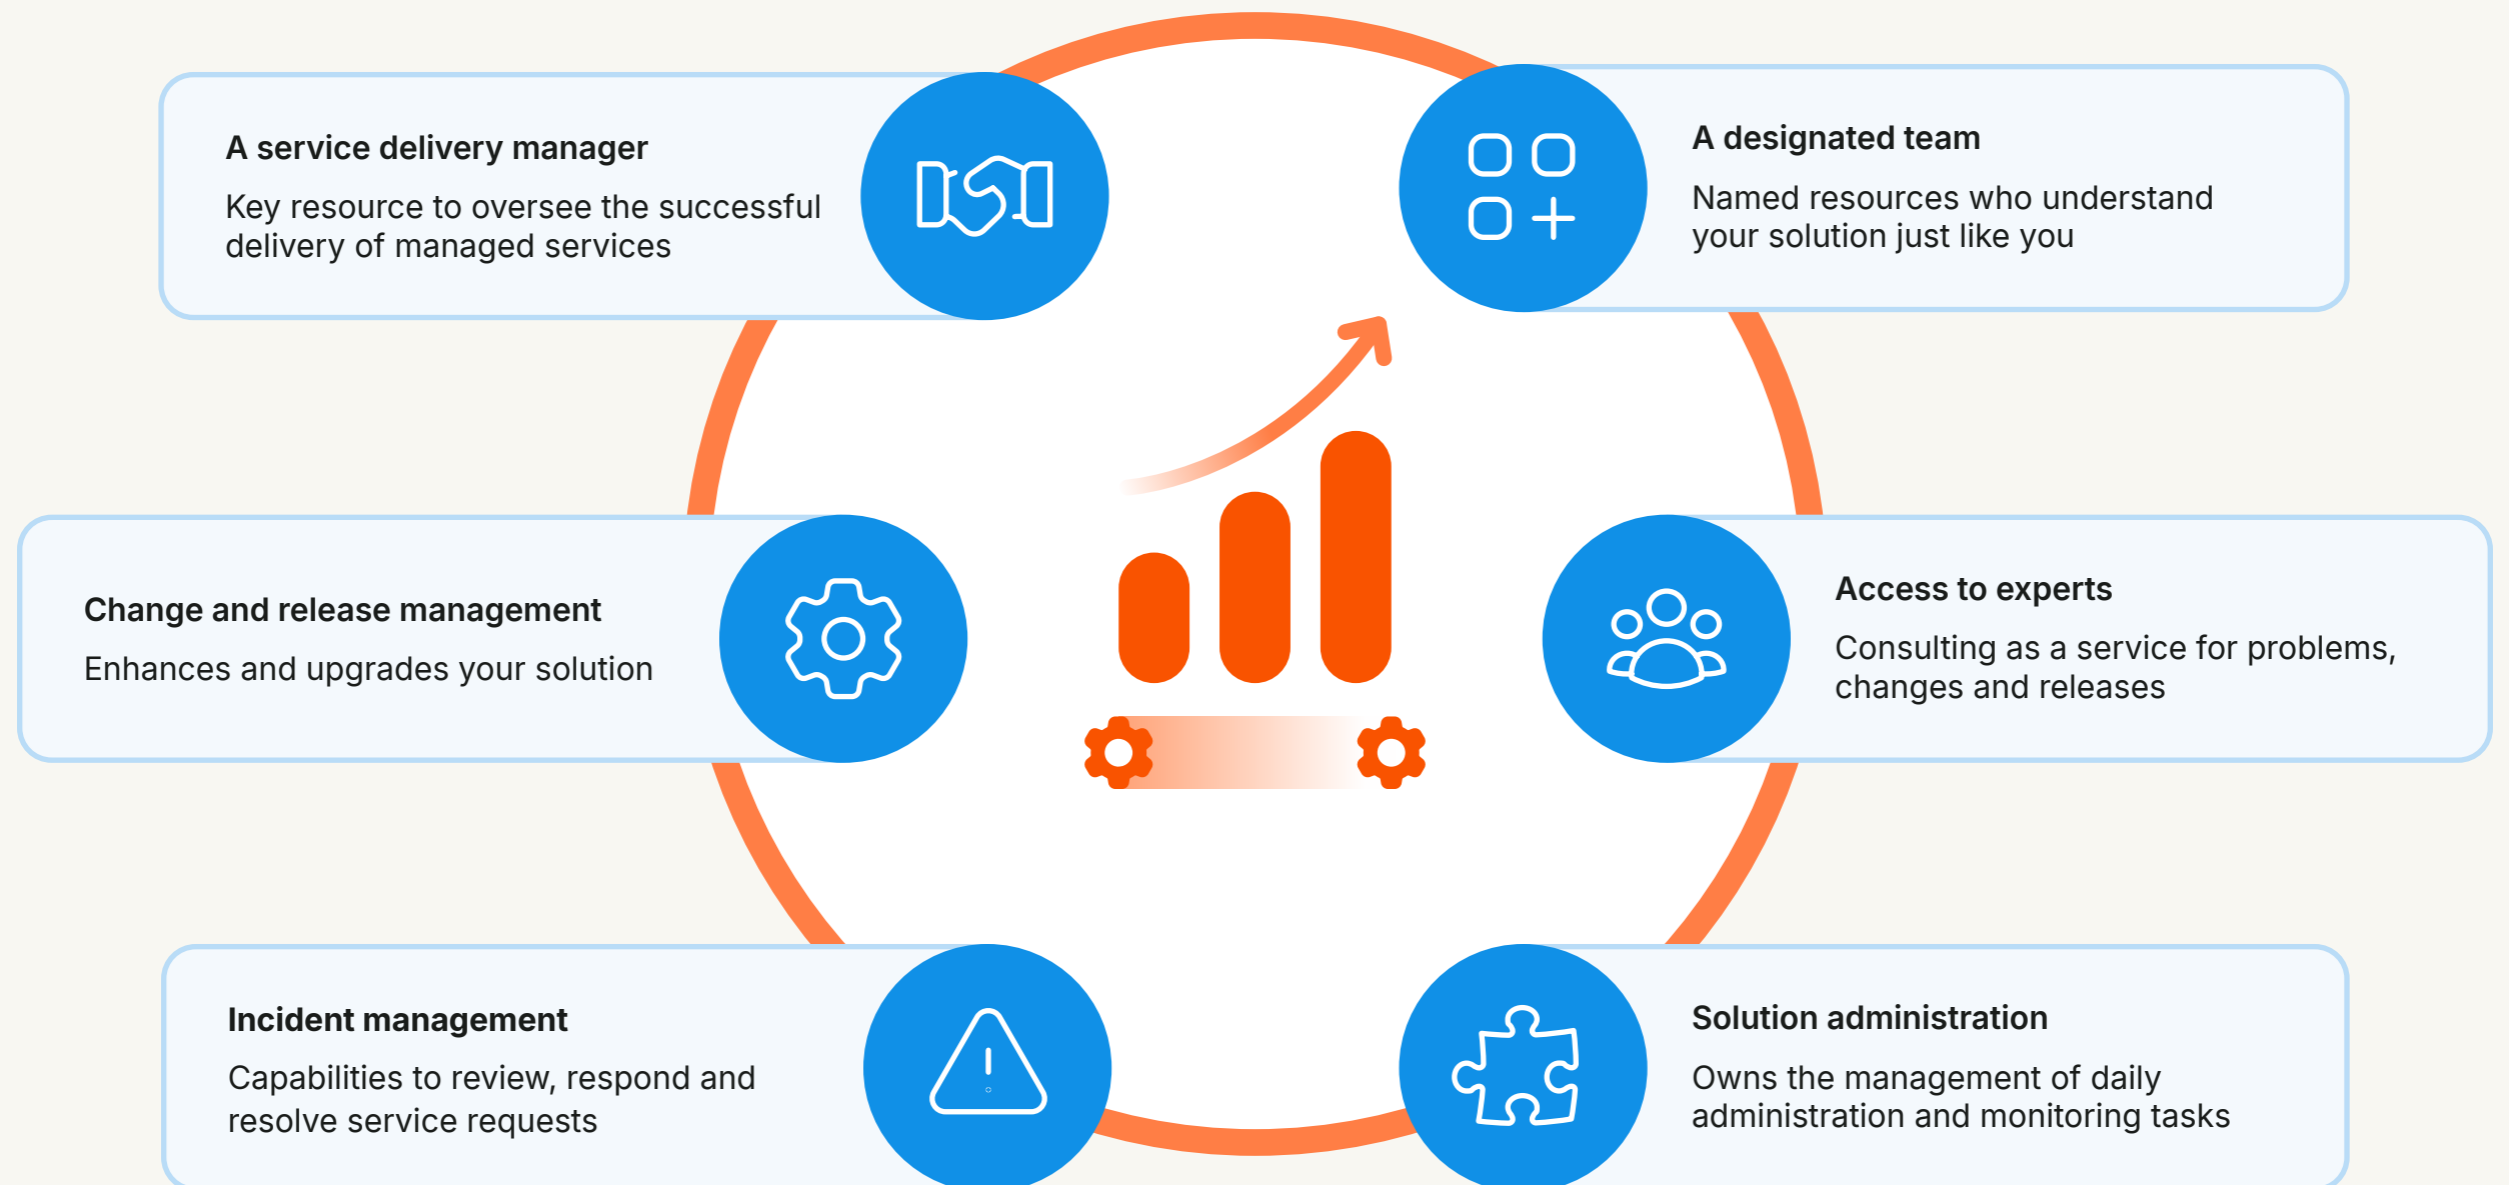 A service delivery manager
Key resource to oversee the successful
delivery of managed services
A designated team
Named resources who understand
your solution just like you
Change and release management
Enhances and upgrades your solution
Access to experts
Consulting as a service for problems,
changes and releases
Incident management
Capabilities to review, respond and
resolve service requests
Solution administration
Owns the management of daily
administration and monitoring tasks